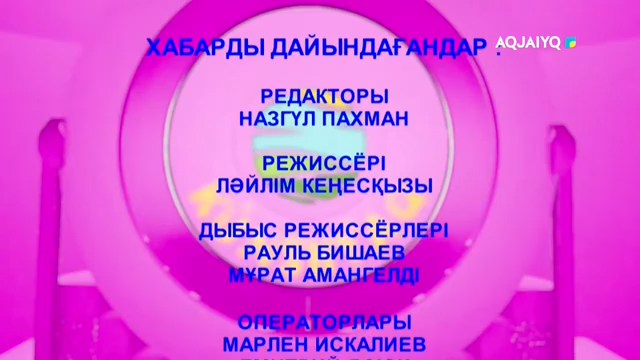 AQJAIYQ
ХАБАРДЫ ДАЙЫНДАҒАНДАР :
РЕДАКТОРЫ
НАЗГҮЛ ПАХМАН
РЕЖИССЁРІ
ЛӘЙЛІМ КЕҢЕСҚЫЗЫ
ДЫБЫС РЕЖИССЁРЛЕРІ
РАУЛЬ БИШАЕВ
МҰРАТ АМАНГЕЛДІ
ОПЕРАТОРЛАРЫ
МАРЛЕН ИСКАЛИЕВ